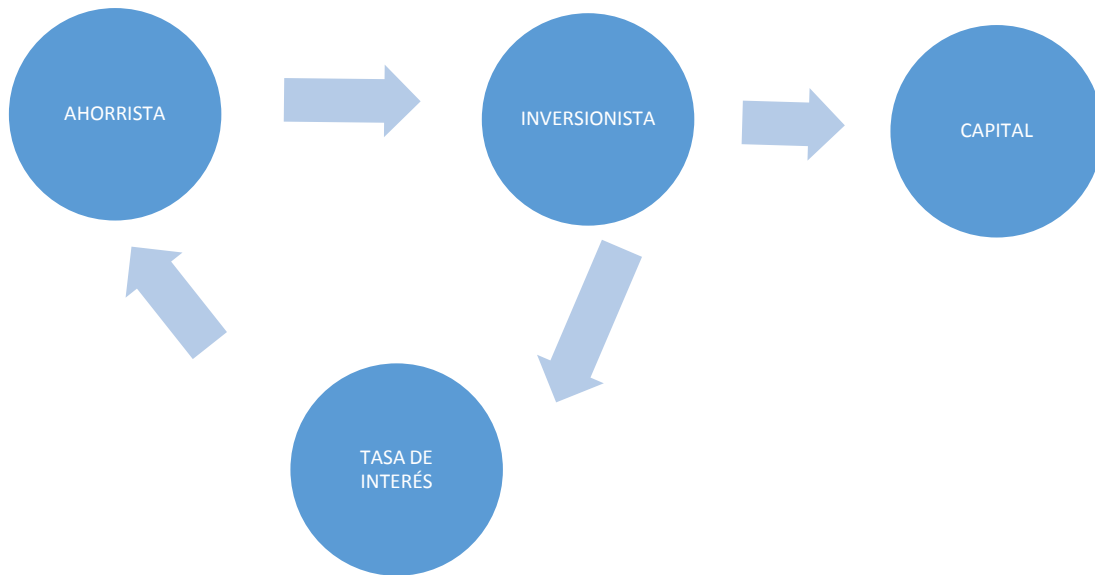 AHORRISTA
INVERSIONISTA
CAPITAL
TASA DE
INTERÉS